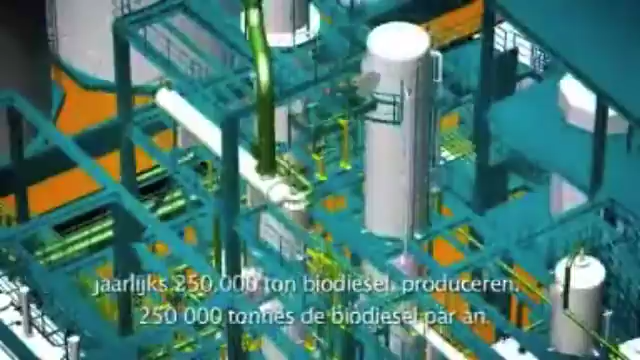 jaarlijks 250.000 ton biodiesel produceren.
250 000 tonnes de biodiesel par an.